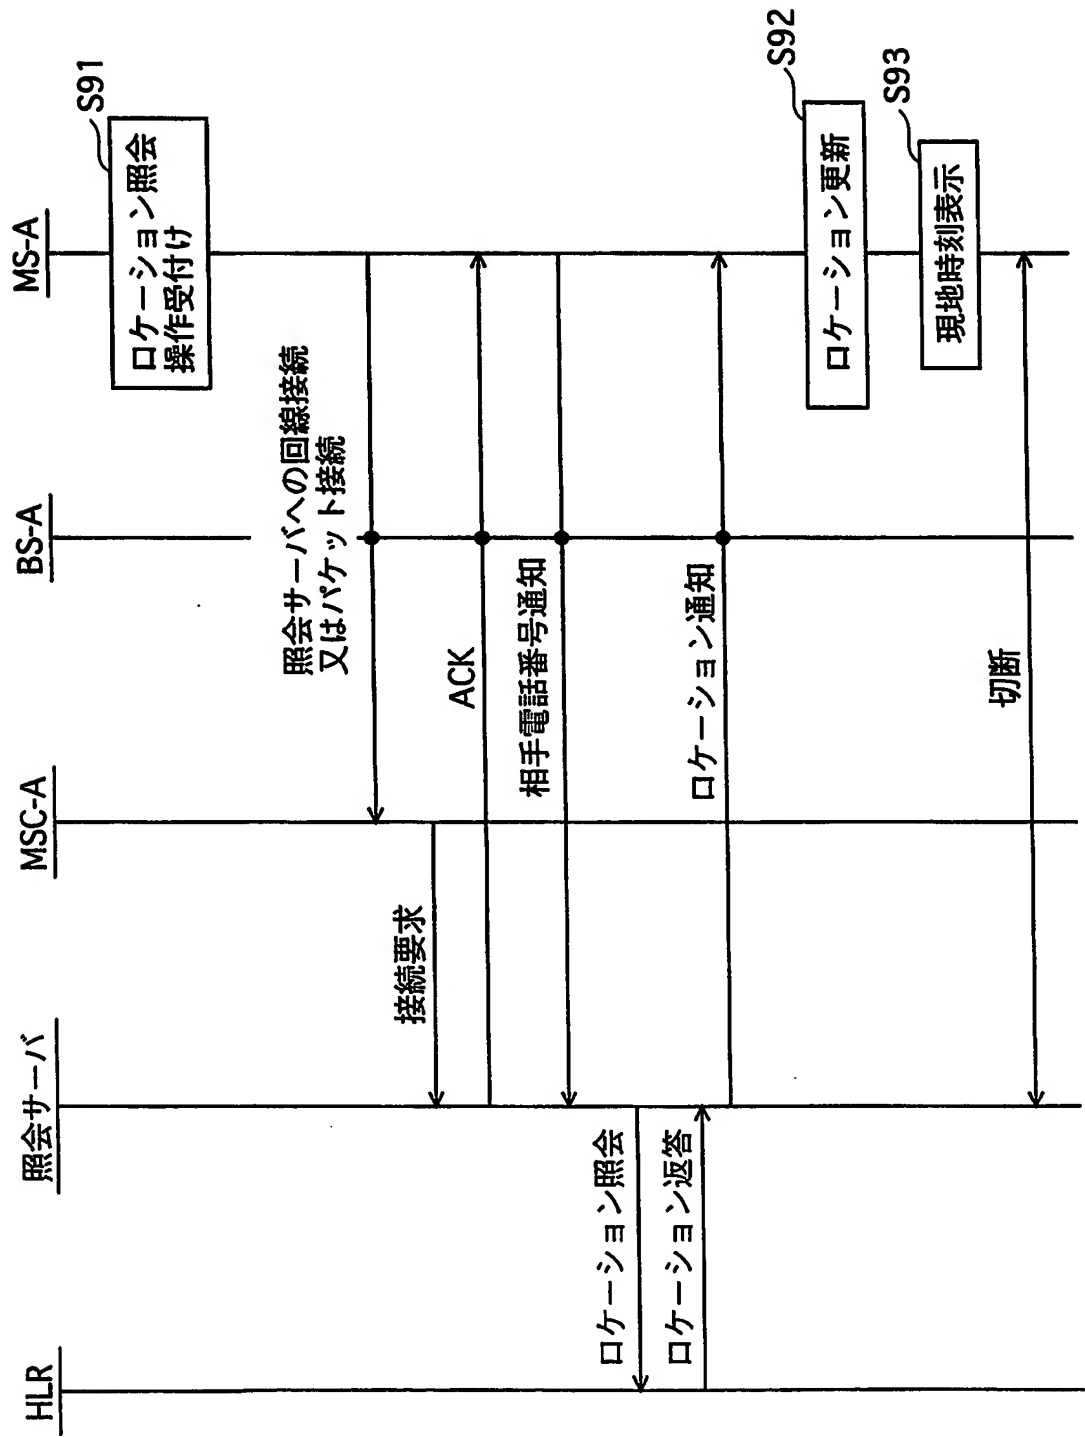 HLR
照会サーバ
MSC-A
BS-A
MS-A
ロケーション照会
操作受付け
S91
照会サーバへの回線接続
又はパケット接続
接続要求
ACK
相手電話番号通知
ロケーション照会
ロケーション返答
ロケーション通知
ロケーション更新
S92
現地時刻表示
S93
切断